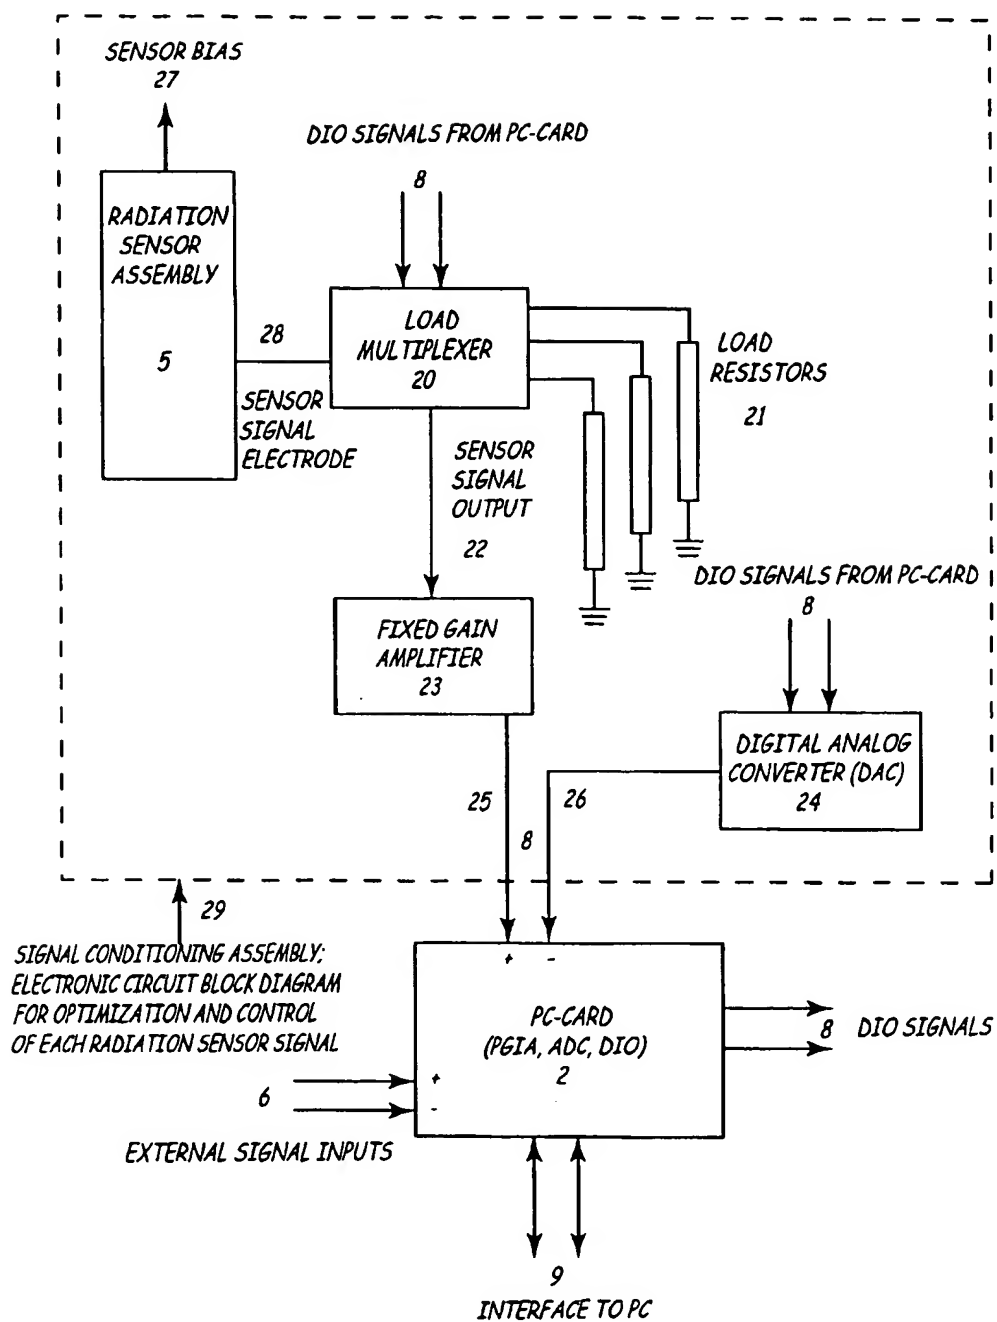 SENSOR BIAS
27
DIO SIGNALS FROM PC-CARD
8
RADIATION
SENSOR
ASSEMBLY
5
28
SENSOR
SIGNAL
ELECTRODE
LOAD
MULTIPLEXER
20
LOAD
RESISTORS
21
SENSOR
SIGNAL
OUTPUT
22
DIO SIGNALS FROM PC-CARD
8
FIXED GAIN
AMPLIFIER
23
DIGITAL ANALOG
CONVERTER (DAC)
24
25
8
26
29
SIGNAL CONDITIONING ASSEMBLY;
ELECTRONIC CIRCUIT BLOCK DIAGRAM
FOR OPTIMIZATION AND CONTROL
OF EACH RADIATION SENSOR SIGNAL
+ -
PC-CARD
(PGIA, ADC, DIO)
2
8 DIO SIGNALS
+
-
6
EXTERNAL SIGNAL INPUTS
9
INTERFACE TO PC